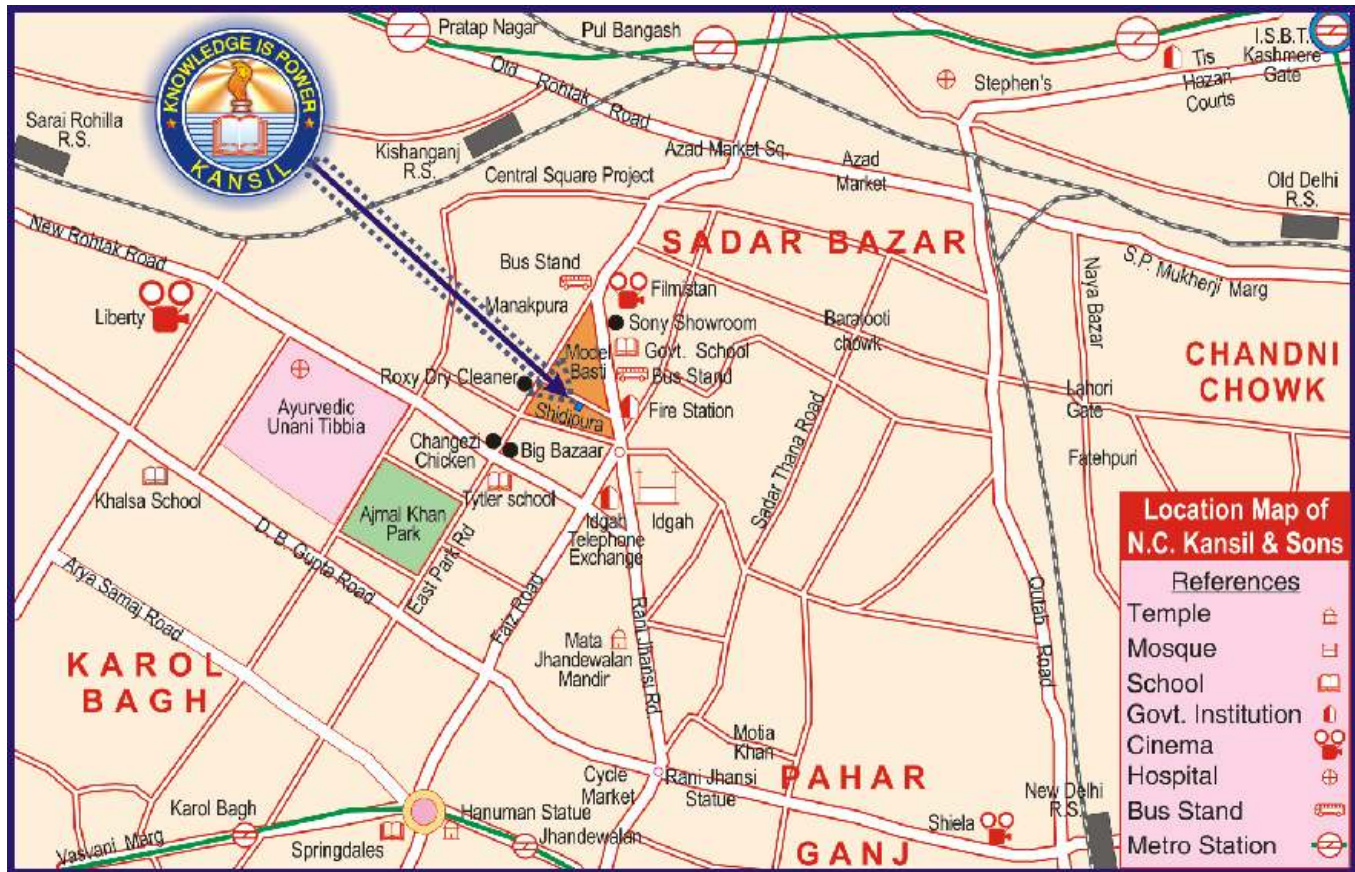 Pratap Nagar
Pul Bangash
I.S.B.T.
Kashmere
Gate
Tis
Hazari
Courts
Stephen's
KNOWLEDGE IS POWER
KANSIL
Old Rohtak Road
Sarai Rohilla
R.S.
Kishanganj
R.S.
Azad Market Sq.
Azad
Market
Central Square Project
Old Delhi
R.S.
New Rohtak Road
SADAR BAZAR
S.P. Mukherji Marg
Naya Bazar
Bus Stand
Manakpura
Filmistan
Liberty
Sony Showroom
Baratooti
chowk
Model
Basti
Govt. School
CHANDNI
CHOWK
Roxy Dry Cleaner
Bus Stand
Lahori
Gate
Shidipura
Fire Station
Ayurvedic
Unani Tibbia
Changezi
Chicken
Big Bazaar
Sadar Thana Road
Fatehpuri
Khalsa School
Tytler school
Ajmal Khan
Park
Idgah
Telephone
Exchange
Idgah
D. B. Gupta Road
East Park Rd
Arya Samaj Road
Faiz Road
Rani Jhansi Rd.
Qutab Road
Mata
Jhandewalan
Mandir
KAROL
BAGH
Motia
Khan
Cycle
Market
Rani Jhansi
Statue
PAHAR
GANJ
New Delhi
R.S.
Karol Bagh
Hanuman Statue
Jhandewalan
Shiela
Vasvani Marg
Springdales
Location Map of
N.C. Kansil & Sons
References
Temple
Mosque
School
Govt. Institution
Cinema
Hospital
Bus Stand
Metro Station